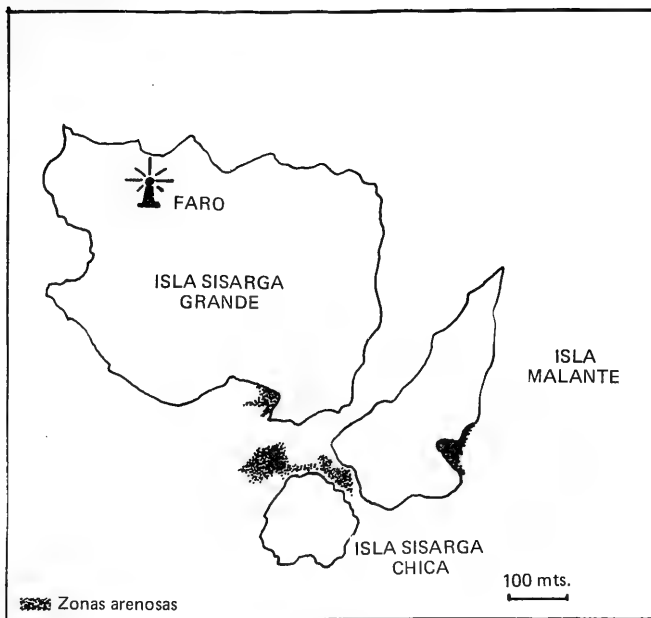 FARO
ISLA SISARGA
GRANDE
ISLA
MALANTE
ISLA SISARGA
CHICA
100 mts.
Zonas arenosas